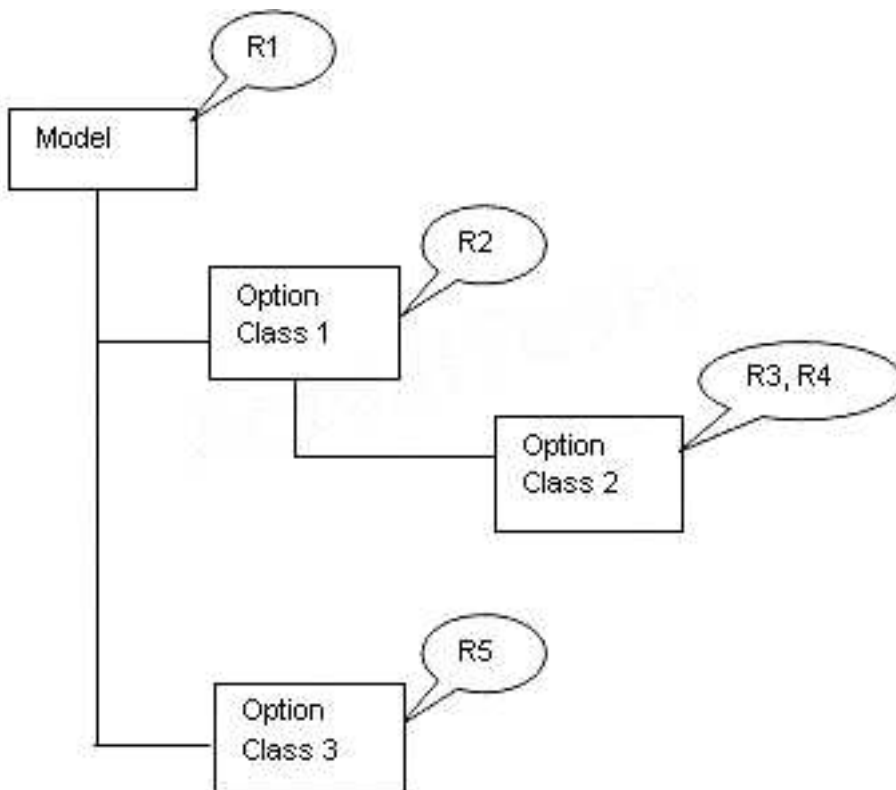 R1
Model
R2
Option
Class 1
R3, R4
Option
Class 2
R5
Option
Class 3